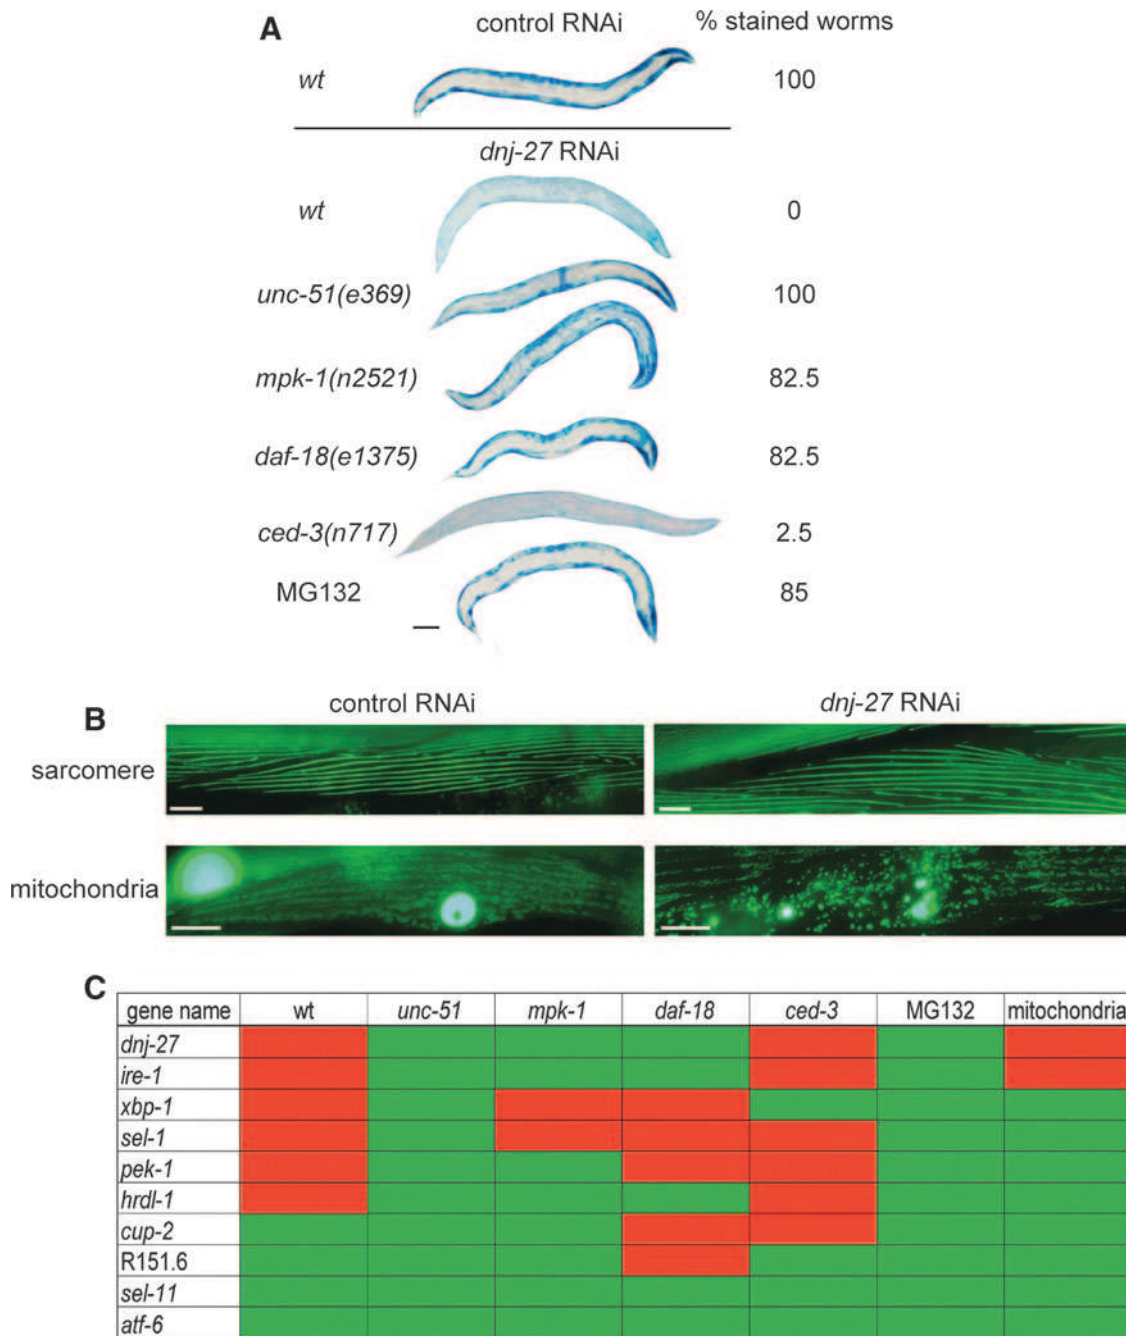 A
control RNAi
% stained worms
wt
100
dnj-27 RNAi
wt
0
unc-51(e369)
100
mpk-1(n2521)
82.5
daf-18(e1375)
82.5
ced-3(n717)
2.5
MG132
85
B
control RNAi
dnj-27 RNAi
sarcomere
mitochondria
C
gene name wt unc-51 mpk-1 daf-18 ced-3 MG132 mitochondria
dnj-27
ire-1
xbp-1
sel-1
pek-1
hrdl-1
cup-2
R151.6
sel-11
atf-6